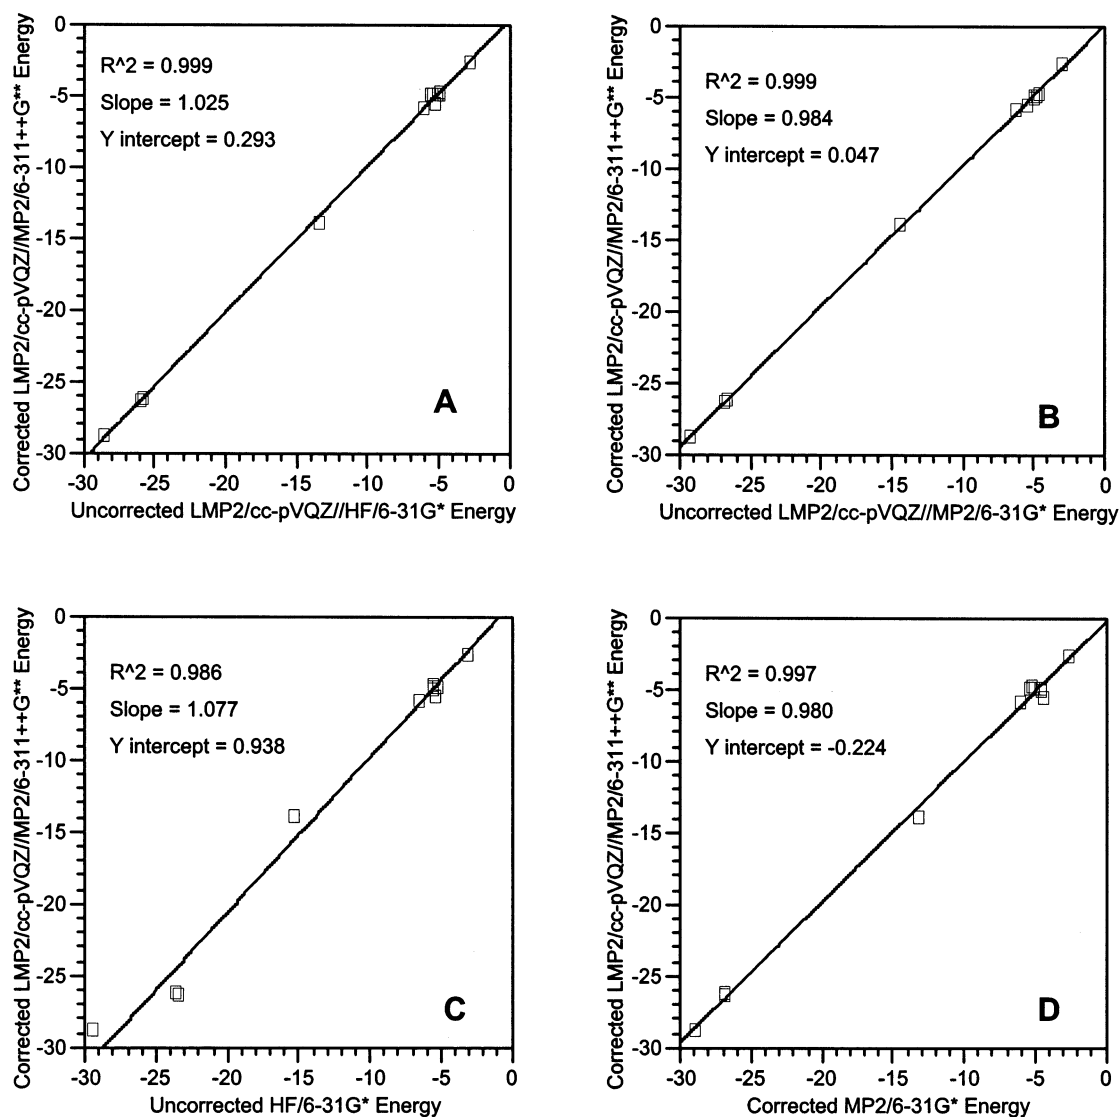 Corrected LMP2/cc-pVQZ//MP2/6-311++G** Energy
0
-5
-10
-15
-20
-25
-30
R^2 = 0.999
Slope = 1.025
Y intercept = 0.293
A
-30 -25 -20 -15 -10 -5 0
Uncorrected LMP2/cc-pVQZ//HF/6-31G* Energy
Corrected LMP2/cc-pVQZ//MP2/6-311++G** Energy
0
-5
-10
-15
-20
-25
-30
R^2 = 0.999
Slope = 0.984
Y intercept = 0.047
B
-30 -25 -20 -15 -10 -5 0
Uncorrected LMP2/cc-pVQZ//MP2/6-31G* Energy
Corrected LMP2/cc-pVQZ//MP2/6-311++G** Energy
0
-5
-10
-15
-20
-25
-30
R^2 = 0.986
Slope = 1.077
Y intercept = 0.938
C
-30 -25 -20 -15 -10 -5 0
Uncorrected HF/6-31G* Energy
Corrected LMP2/cc-pVQZ//MP2/6-311++G** Energy
0
-5
-10
-15
-20
-25
-30
R^2 = 0.997
Slope = 0.980
Y intercept = -0.224
D
-30 -25 -20 -15 -10 -5 0
Corrected MP2/6-31G* Energy